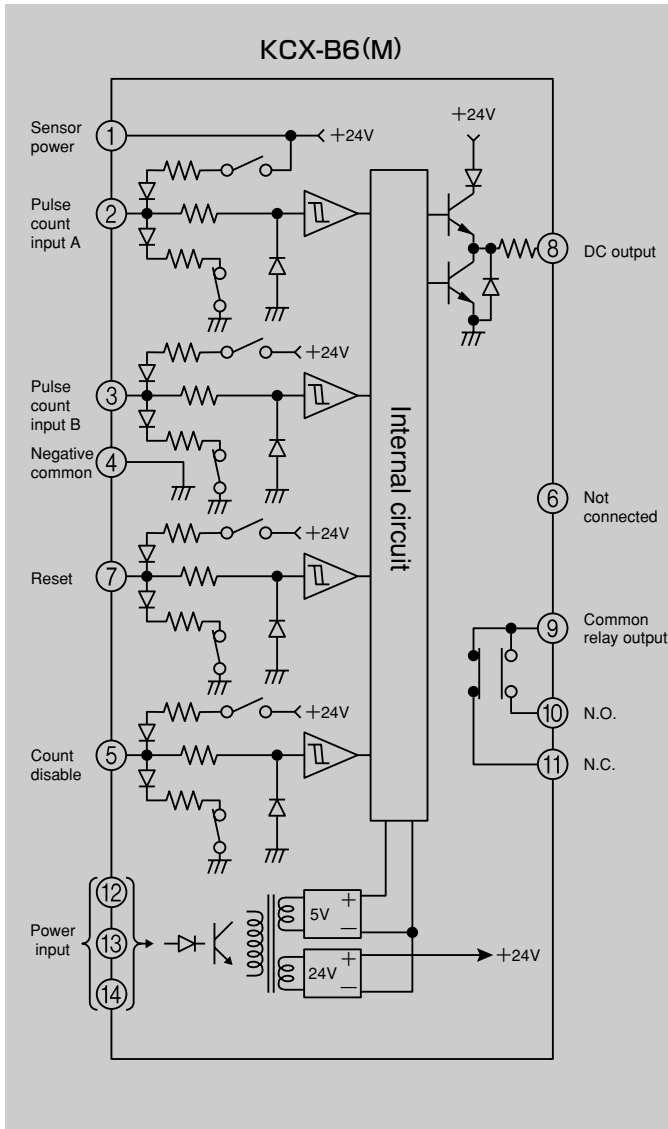 KCX-B6(M)
Sensor
power
1
+24V
+24V
Pulse
count
input A
2
8
DC output
+24V
Pulse
count
input B
3
Negative
common
4
Internal circuit
6
Not
connected
+24V
Reset
7
9
Common
relay output
10
N.O.
11
N.C.
+24V
Count
disable
5
Power
input
12
13
14
5V
+
−
24V
+
−
+24V